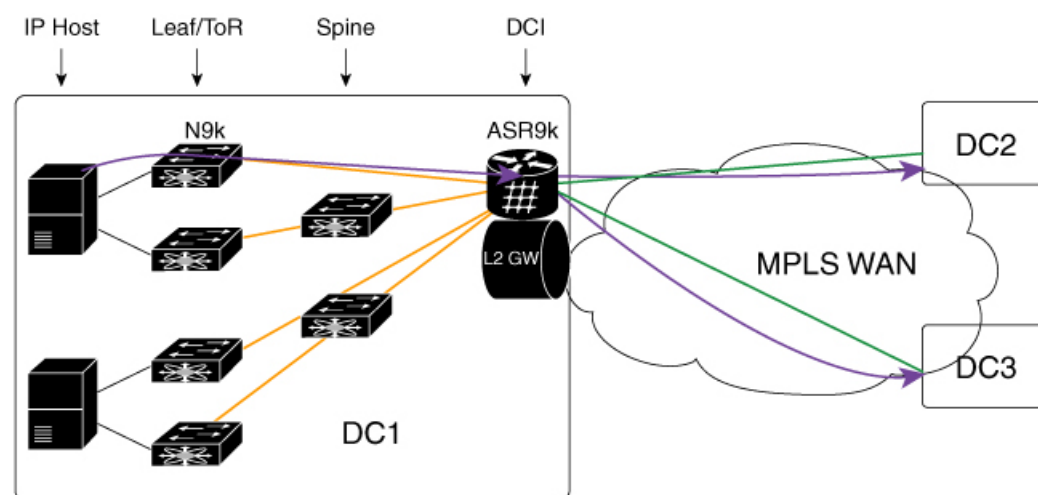 IP Host Leaf/ToR Spine DCI
N9k ASR9k
DC2
L2 GW
MPLS WAN
DC3
DC1